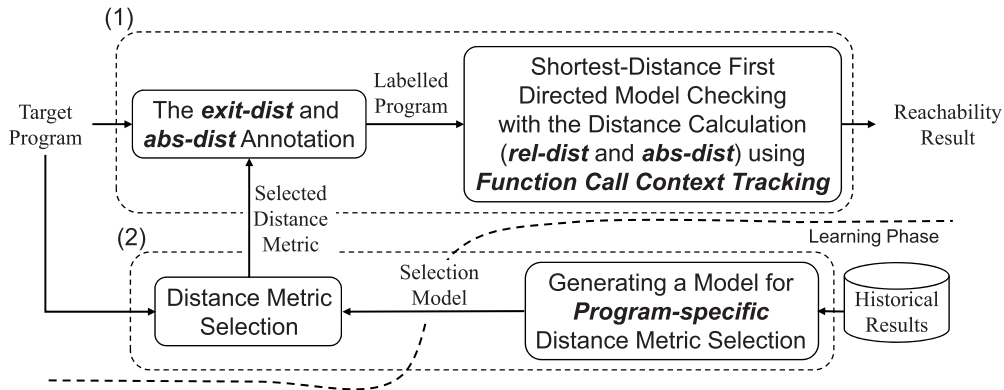 (1)
Target
Program
The exit-dist and
abs-dist Annotation
Labelled
Program
Shortest-Distance First
Directed Model Checking
with the Distance Calculation
(rel-dist and abs-dist) using
Function Call Context Tracking
Reachability
Result
Selected
Distance
Metric
(2)
Learning Phase
Distance Metric
Selection
Selection
Model
Generating a Model for
Program-specific
Distance Metric Selection
Historical
Results